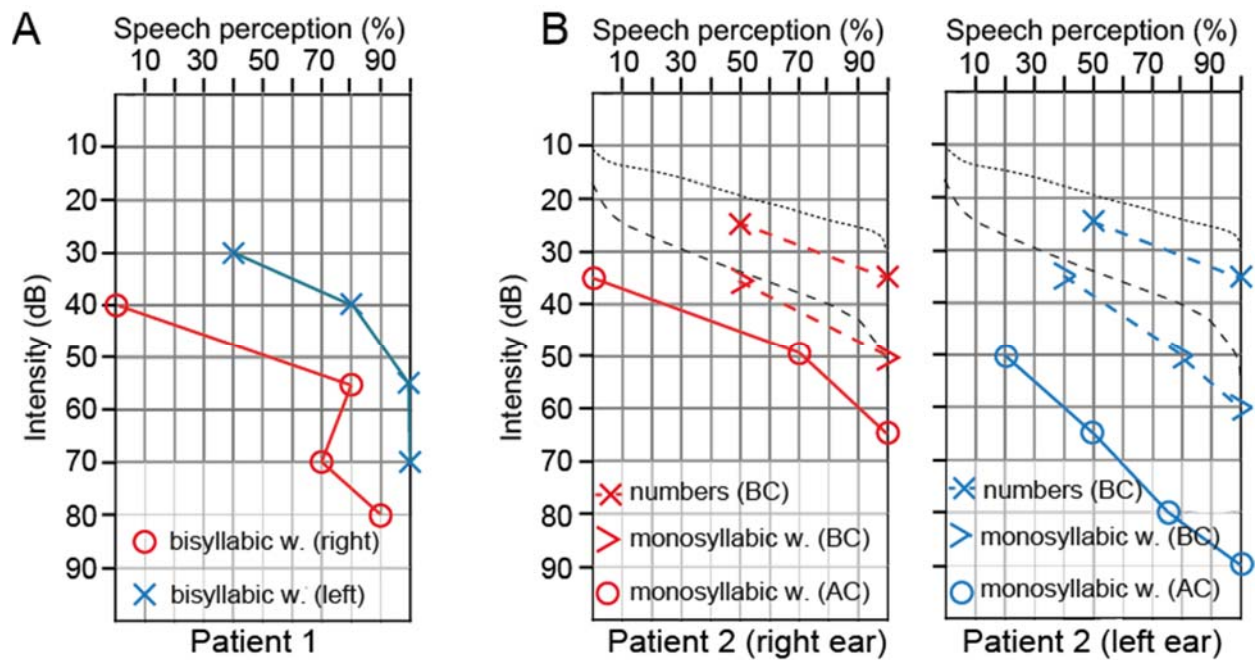 A
Speech perception (%)
10 30 50 70 90
Intensity (dB)
10
20
30
40
50
60
70
80
90
bisyllabic w. (right)
bisyllabic w. (left)
Patient 1
B
Speech perception (%)
10 30 50 70 90
Intensity (dB)
10
20
30
40
50
60
70
80
90
numbers (BC)
monosyllabic w. (BC)
monosyllabic w. (AC)
Patient 2 (right ear)
Speech perception (%)
10 30 50 70 90
numbers (BC)
monosyllabic w. (BC)
monosyllabic w. (AC)
Patient 2 (left ear)